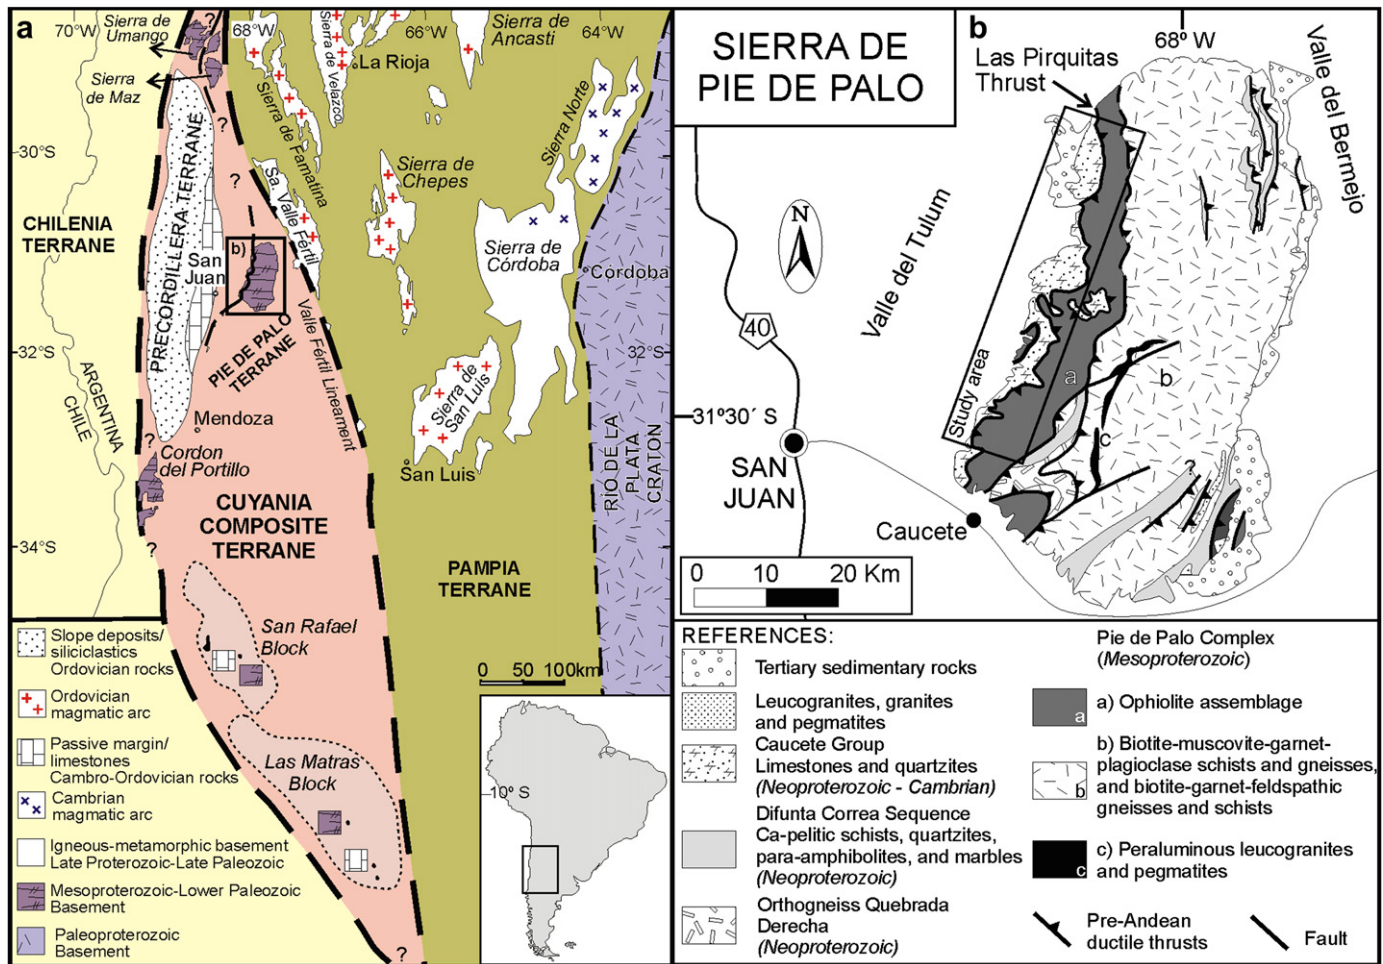 a
70°W
68°W
66°W
64°W
Sierra de
Umango
?
Sierra
de Maz
Sierra de Velazco
La Rioja
Sierra de
Ancasti
Sierra de Famatina
Sierra Norte
?
30°S
?
Sierra de
Chepes
Sa. Valle Fértil
CHILENIA
TERRANE
PRECORDILLERA TERRANE
San
Juan
b)
Sierra de
Córdoba
Córdoba
PIE DE PALO
TERRANE
Valle Fértil Lineament
32°S
Sierra de
San Luis
ARGENTINA
CHILE
Mendoza
?
Cordon
del Portillo
San Luis
RÍO DE LA
PLATA
CRATON
CUYANIA
COMPOSITE
TERRANE
34°S
?
PAMPIA
TERRANE
San Rafael
Block
0 50 100km
Las Matras
Block
10° S
?
Slope deposits/
siliciclastics
Ordovician rocks
Ordovician
magmatic arc
Passive margin/
limestones
Cambro-Ordovician rocks
Cambrian
magmatic arc
Igneous-metamorphic basement
Late Proterozoic-Late Paleozoic
Mesoproterozoic-Lower Paleozoic
Basement
Paleoproterozoic
Basement
SIERRA DE
PIE DE PALO
b
68° W
Las Pirquitas
Thrust
Valle del Bermejo
N
Valle del Tulum
40
Study area
a
b
c
?
31º30´ S
SAN
JUAN
Caucete
0 10 20 Km
REFERENCES:
Tertiary sedimentary rocks
Leucogranites, granites
and pegmatites
Caucete Group
Limestones and quartzites
(Neoproterozoic - Cambrian)
Difunta Correa Sequence
Ca-pelitic schists, quartzites,
para-amphibolites, and marbles
(Neoproterozoic)
Orthogneiss Quebrada
Derecha
(Neoproterozoic)
Pie de Palo Complex
(Mesoproterozoic)
a
a) Ophiolite assemblage
b
b) Biotite-muscovite-garnet-
plagioclase schists and gneisses,
and biotite-garnet-feldspathic
gneisses and schists
c
c) Peraluminous leucogranites
and pegmatites
Pre-Andean
ductile thrusts
Fault